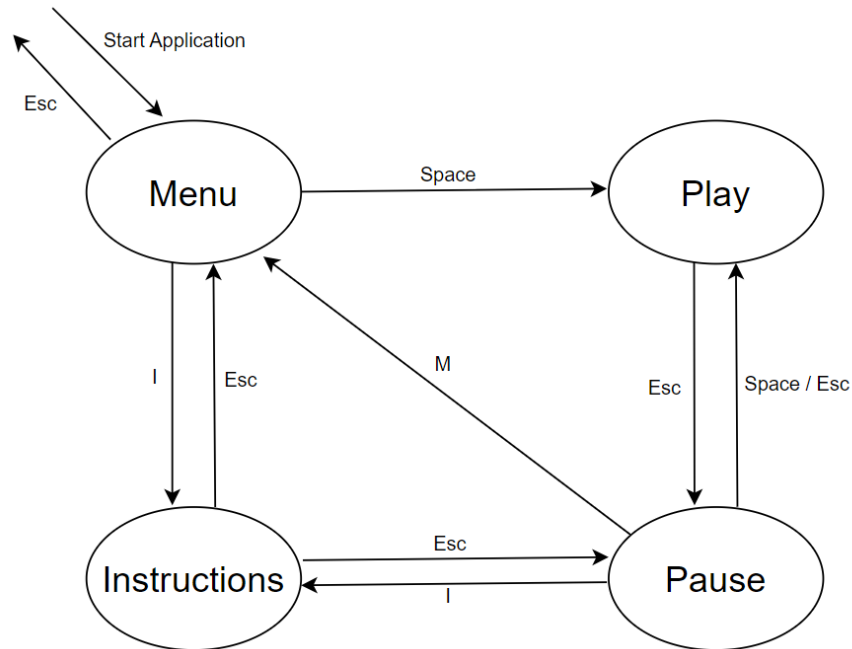 Start Application
Esc
Menu
Space
Play
I
Esc
M
Esc
Space / Esc
Instructions
Esc
I
Pause